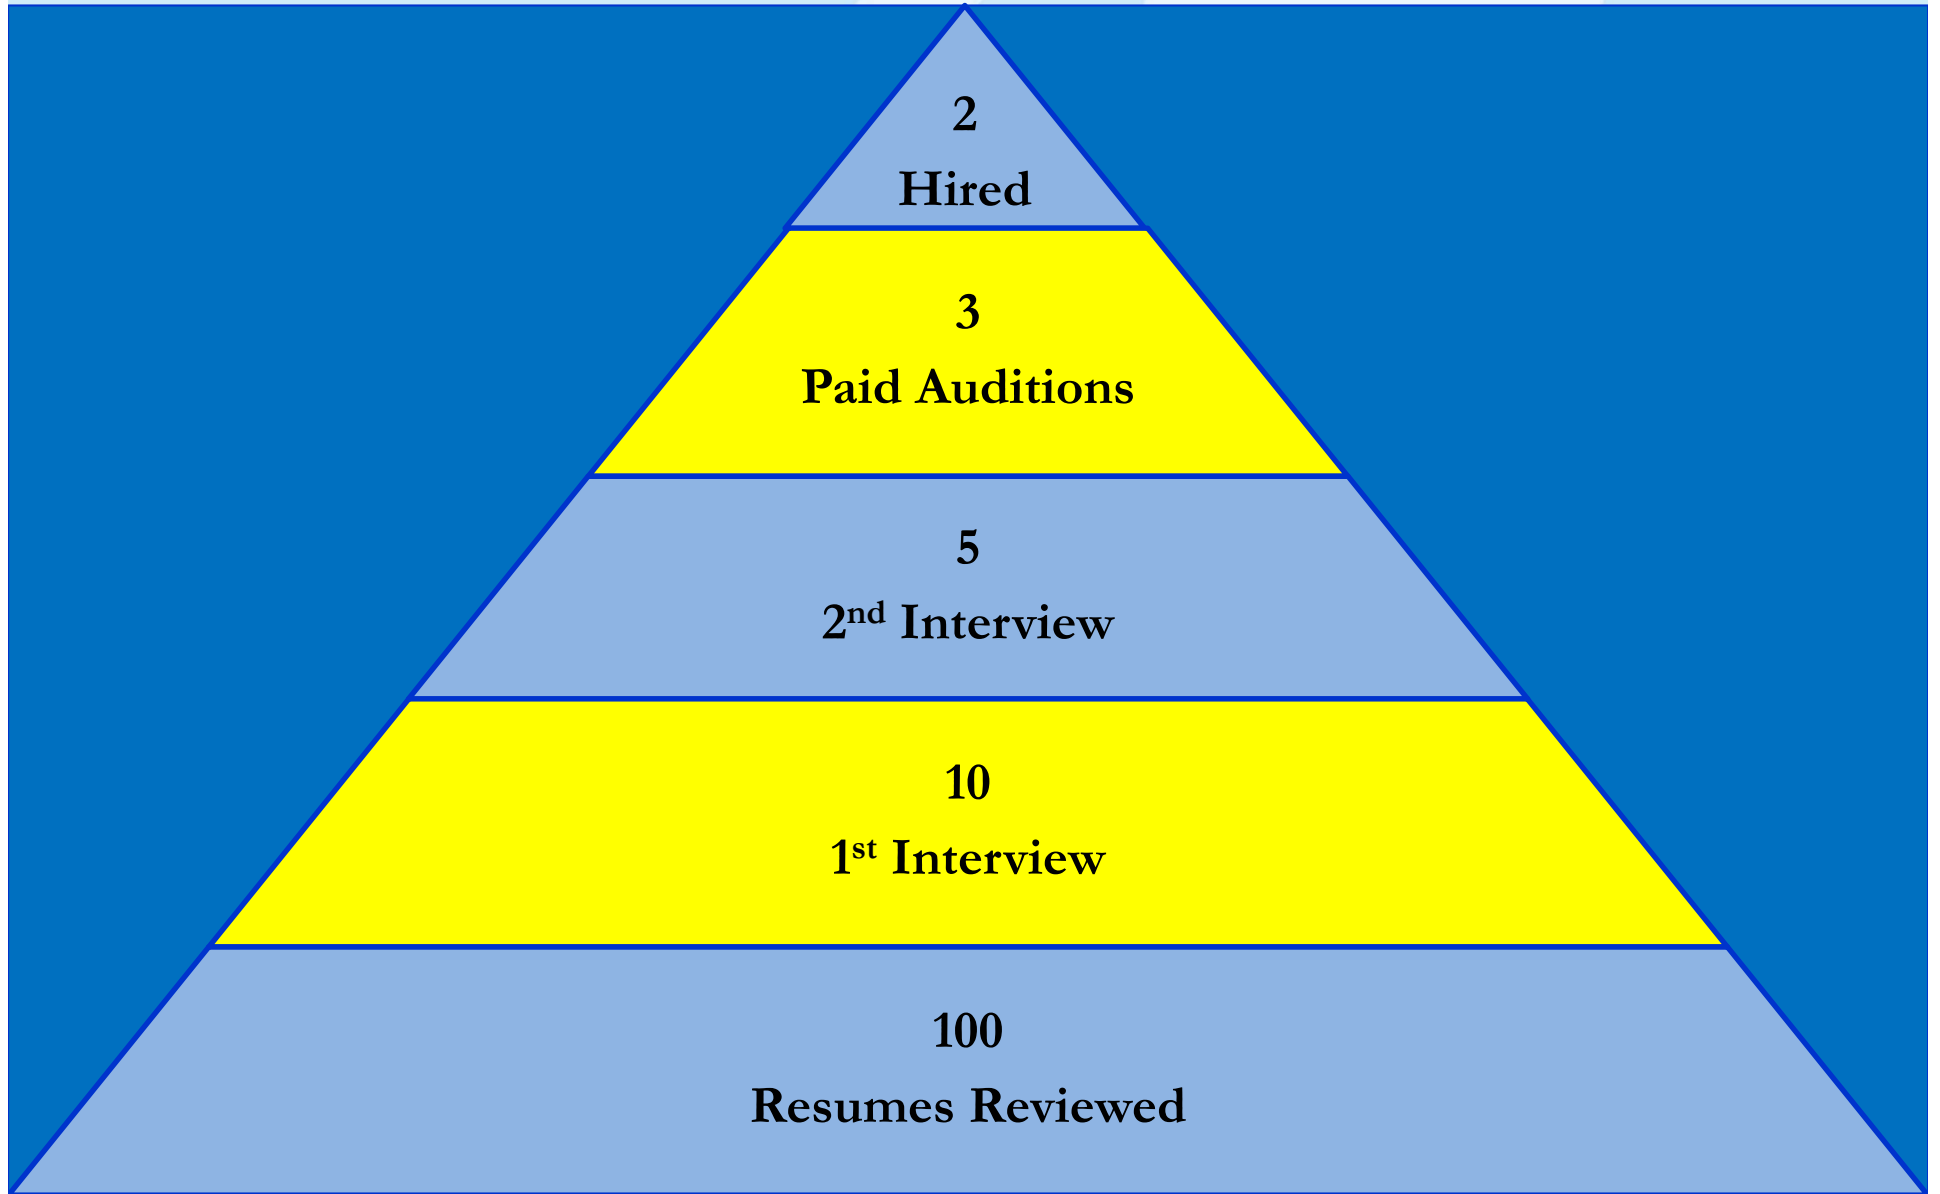 2
Hired
3
Paid Auditions
5
2nd Interview
10
1st Interview
100
Resumes Reviewed